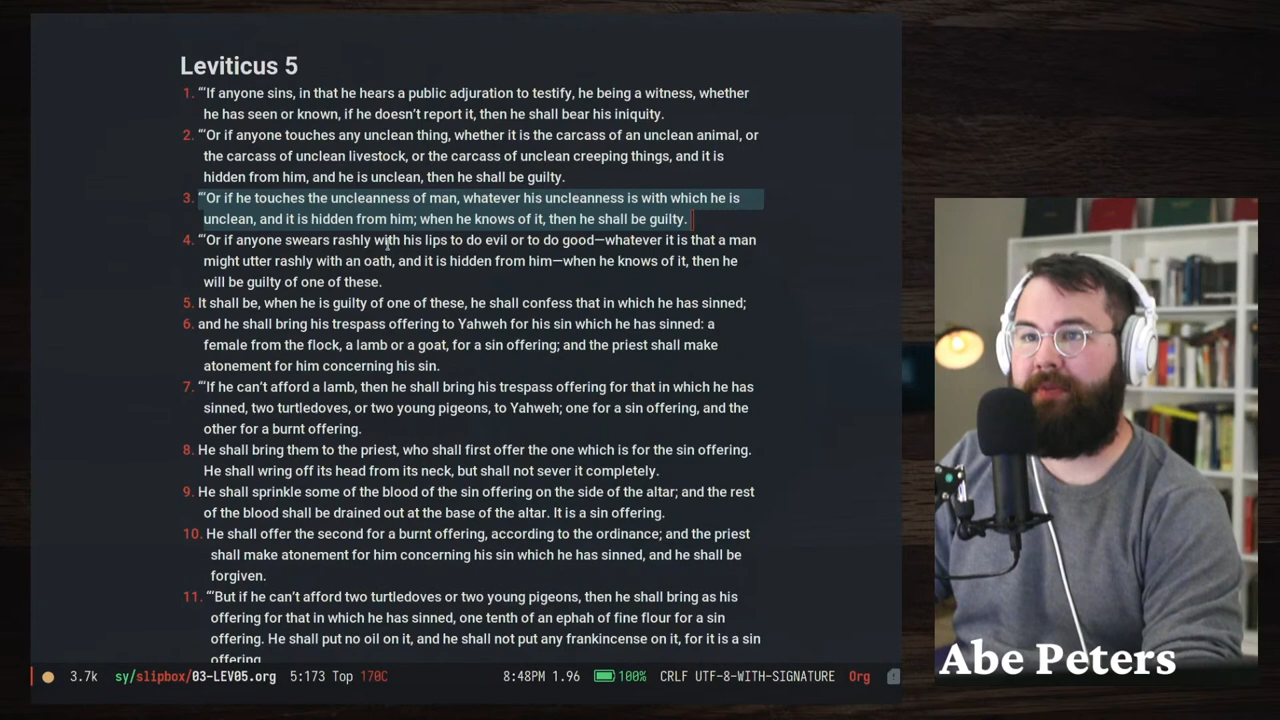 Leviticus 5
1. “‘If anyone sins, in that he hears a public adjuration to testify, he being a witness, whether
he has seen or known, if he doesn’t report it, then he shall bear his iniquity.
2. “‘Or if anyone touches any unclean thing, whether it is the carcass of an unclean animal, or
the carcass of unclean livestock, or the carcass of unclean creeping things, and it is
hidden from him, and he is unclean, then he shall be guilty.
3. “‘Or if he touches the uncleanness of man, whatever his uncleanness is with which he is
unclean, and it is hidden from him; when he knows of it, then he shall be guilty.
4. “‘Or if anyone swears rashly with his lips to do evil or to do good—whatever it is that a man
might utter rashly with an oath, and it is hidden from him—when he knows of it, then he
will be guilty of one of these.
5. It shall be, when he is guilty of one of these, he shall confess that in which he has sinned;
6. and he shall bring his trespass offering to Yahweh for his sin which he has sinned: a
female from the flock, a lamb or a goat, for a sin offering; and the priest shall make
atonement for him concerning his sin.
7. “‘If he can’t afford a lamb, then he shall bring his trespass offering for that in which he has
sinned, two turtledoves, or two young pigeons, to Yahweh; one for a sin offering, and the
other for a burnt offering.
8. He shall bring them to the priest, who shall first offer the one which is for the sin offering.
He shall wring off its head from its neck, but shall not sever it completely.
9. He shall sprinkle some of the blood of the sin offering on the side of the altar; and the rest
of the blood shall be drained out at the base of the altar. It is a sin offering.
10. He shall offer the second for a burnt offering, according to the ordinance; and the priest
shall make atonement for him concerning his sin which he has sinned, and he shall be
forgiven.
11. “‘But if he can’t afford two turtledoves or two young pigeons, then he shall bring as his
offering for that in which he has sinned, one tenth of an ephah of fine flour for a sin
offering. He shall put no oil on it, and he shall not put any frankincense on it, for it is a sin
offering.
3.7k sy/slipbox/03-LEV05.org 5:173 Top 170C 8:48PM 1.96 100% CRLF UTF-8-WITH-SIGNATURE Org
Abe Peters